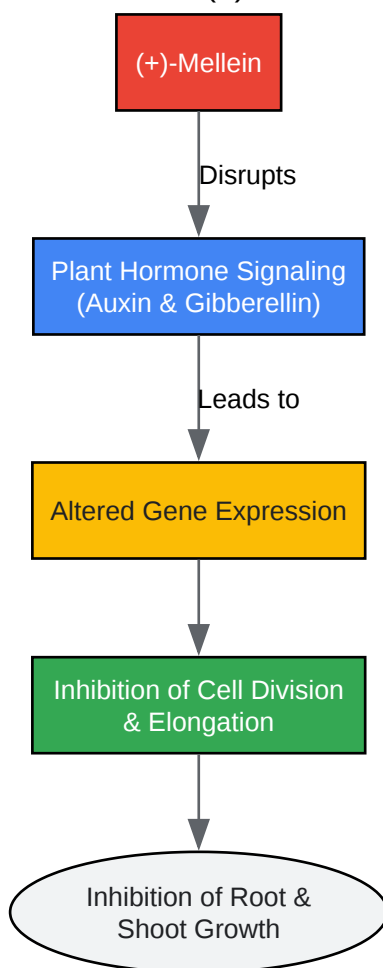 (+)-Mellein
Disrupts
Plant Hormone Signaling
(Auxin & Gibberellin)
Leads to
Altered Gene Expression
Inhibition of Cell Division
& Elongation
Inhibition of Root &
Shoot Growth